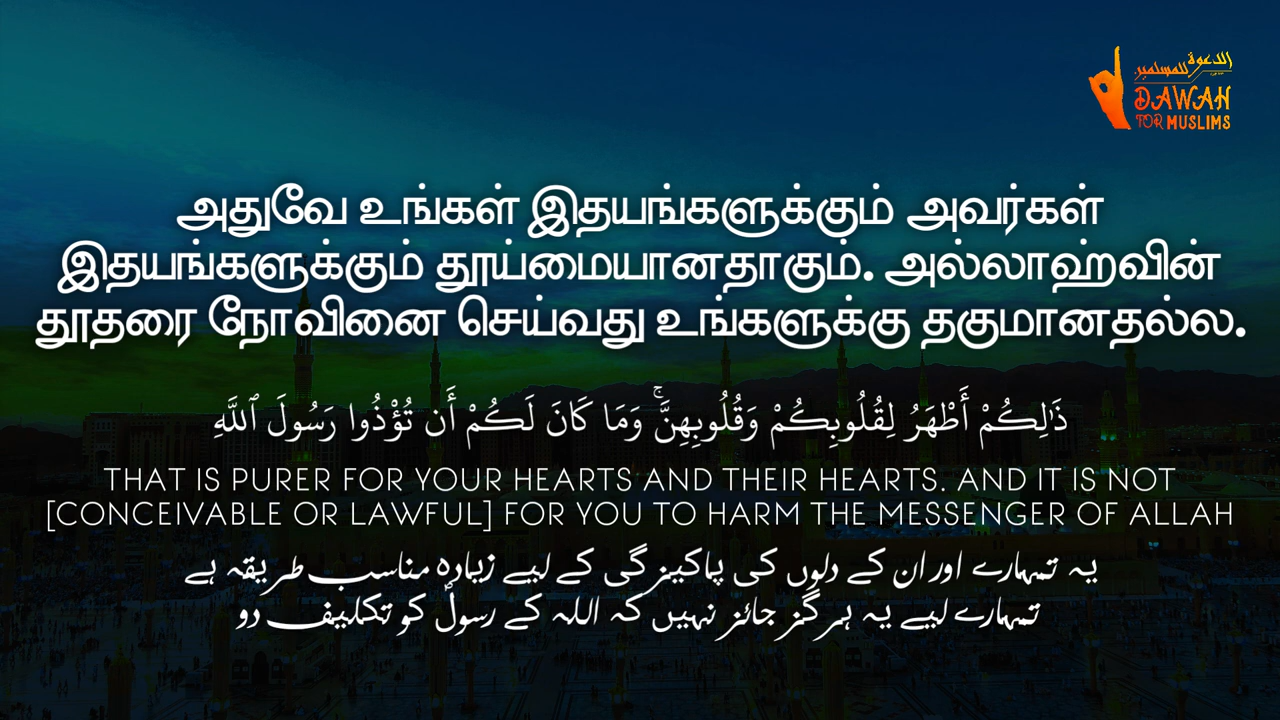 الدعوة للمسلمين
DAWAH
FOR MUSLIMS
அதுவே உங்கள் இதயங்களுக்கும் அவர்கள்
இதயங்களுக்கும் தூய்மையானதாகும். அல்லாஹ்வின்
தூதரை நோவினை செய்வது உங்களுக்கு தகுமானதல்ல.
ذَٰلِكُمْ أَطْهَرُ لِقُلُوبِكُمْ وَقُلُوبِهِنَّ ۚ وَمَا كَانَ لَكُمْ أَن تُؤْذُوا رَسُولَ ٱللَّهِ
THAT IS PURER FOR YOUR HEARTS AND THEIR HEARTS. AND IT IS NOT
[CONCEIVABLE OR LAWFUL] FOR YOU TO HARM THE MESSENGER OF ALLAH
یہ تمہارے اور ان کے دلوں کی پاکیزگی کے لیے زیادہ مناسب طریقہ ہے
تمہارے لیے یہ ہرگز جائز نہیں کہ اللہ کے رسولؐ کو تکلیف دو